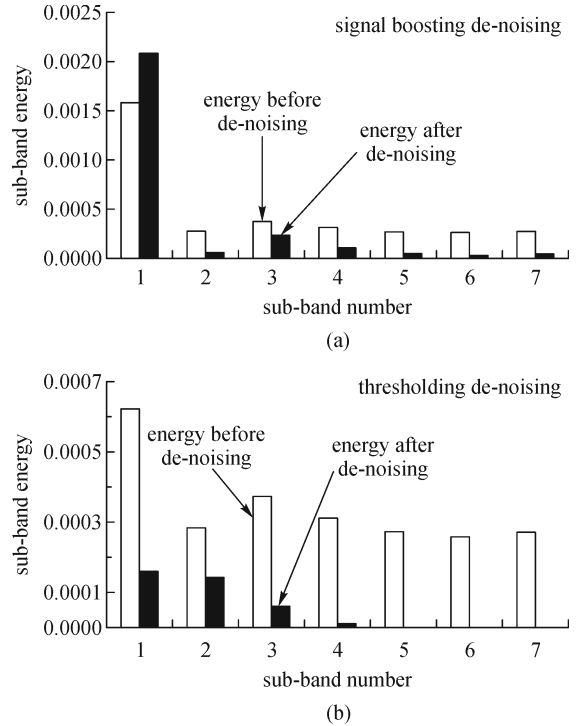 0.0025
signal boosting de-noising
0.0020
energy before
de-noising
0.0015
energy after
de-noising
0.0010
0.0005
0.0000
sub-band energy
1 2 3 4 5 6 7
sub-band number
(a)
0.0007
thresholding de-noising
energy before
de-noising
energy after
de-noising
0.0005
0.0003
0.0001
0.0000
sub-band energy
1 2 3 4 5 6 7
sub-band number
(b)